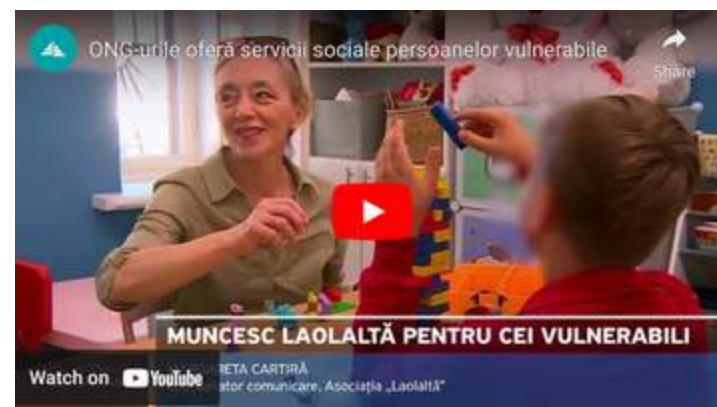 ONG-urile oferă servicii sociale persoanelor vulnerabile
Share
MUNCESC LAOLALTĂ PENTRU CEI VULNERABILI
CARTIRĂ
comunicare, Asociația „Laolaltă”
Watch on YouTube